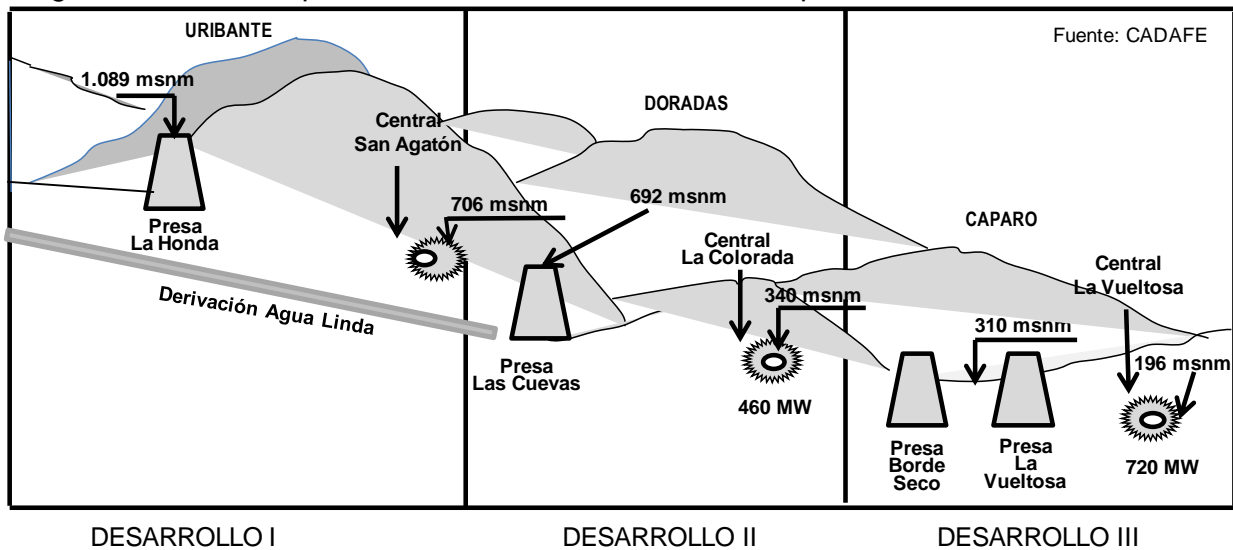 URIBANTE
Fuente: CADAFE
1.089 msnm
DORADAS
Central
San Agatón
706 msnm
692 msnm
CAPARO
Presa
La Honda
Central
La Colorada
Central
La Vueltosa
Derivación Agua Linda
340 msnm
310 msnm
196 msnm
Presa
Las Cuevas
460 MW
Presa
Borde
Seco
Presa
La
Vueltosa
720 MW
DESARROLLO I
DESARROLLO II
DESARROLLO III